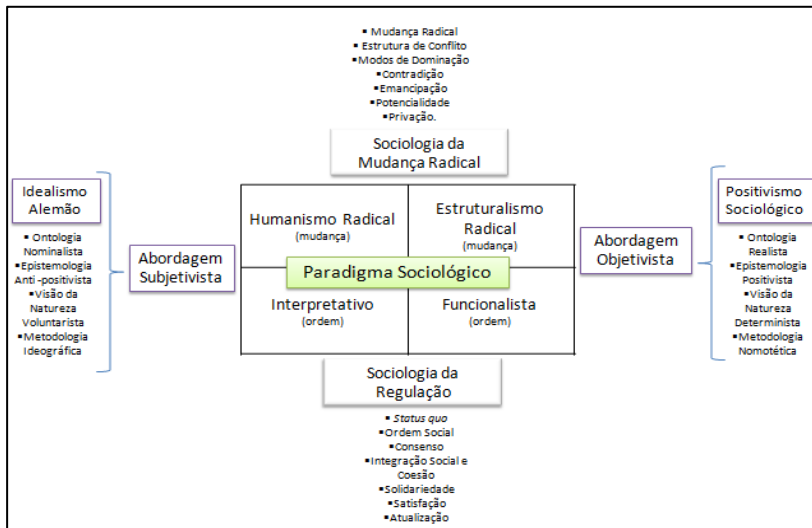 ▪ Mudança Radical
▪ Estrutura de Conflito
▪Modos de Dominação
▪Contradição
▪Emancipação
▪Potencialidade
▪Privação.
Sociologia da
Mudança Radical
Idealismo
Alemão
▪ Ontologia
Nominalista
▪Epistemologia
Anti -positivista
▪Visão da
Natureza
Voluntarista
▪Metodologia
Ideográfica
Abordagem
Subjetivista
Humanismo Radical
(mudança)
Estruturalismo
Radical
(mudança)
Paradigma Sociológico
Interpretativo
(ordem)
Funcionalista
(ordem)
Abordagem
Objetivista
Positivismo
Sociológico
▪ Ontologia
Realista
▪Epistemologia
Positivista
▪Visão da
Natureza
Determinista
▪Metodologia
Nomotética
Sociologia da
Regulação
▪ Status quo
▪Ordem Social
▪Consenso
▪Integração Social e
Coesão
▪Solidariedade
▪Satisfação
▪Atualização